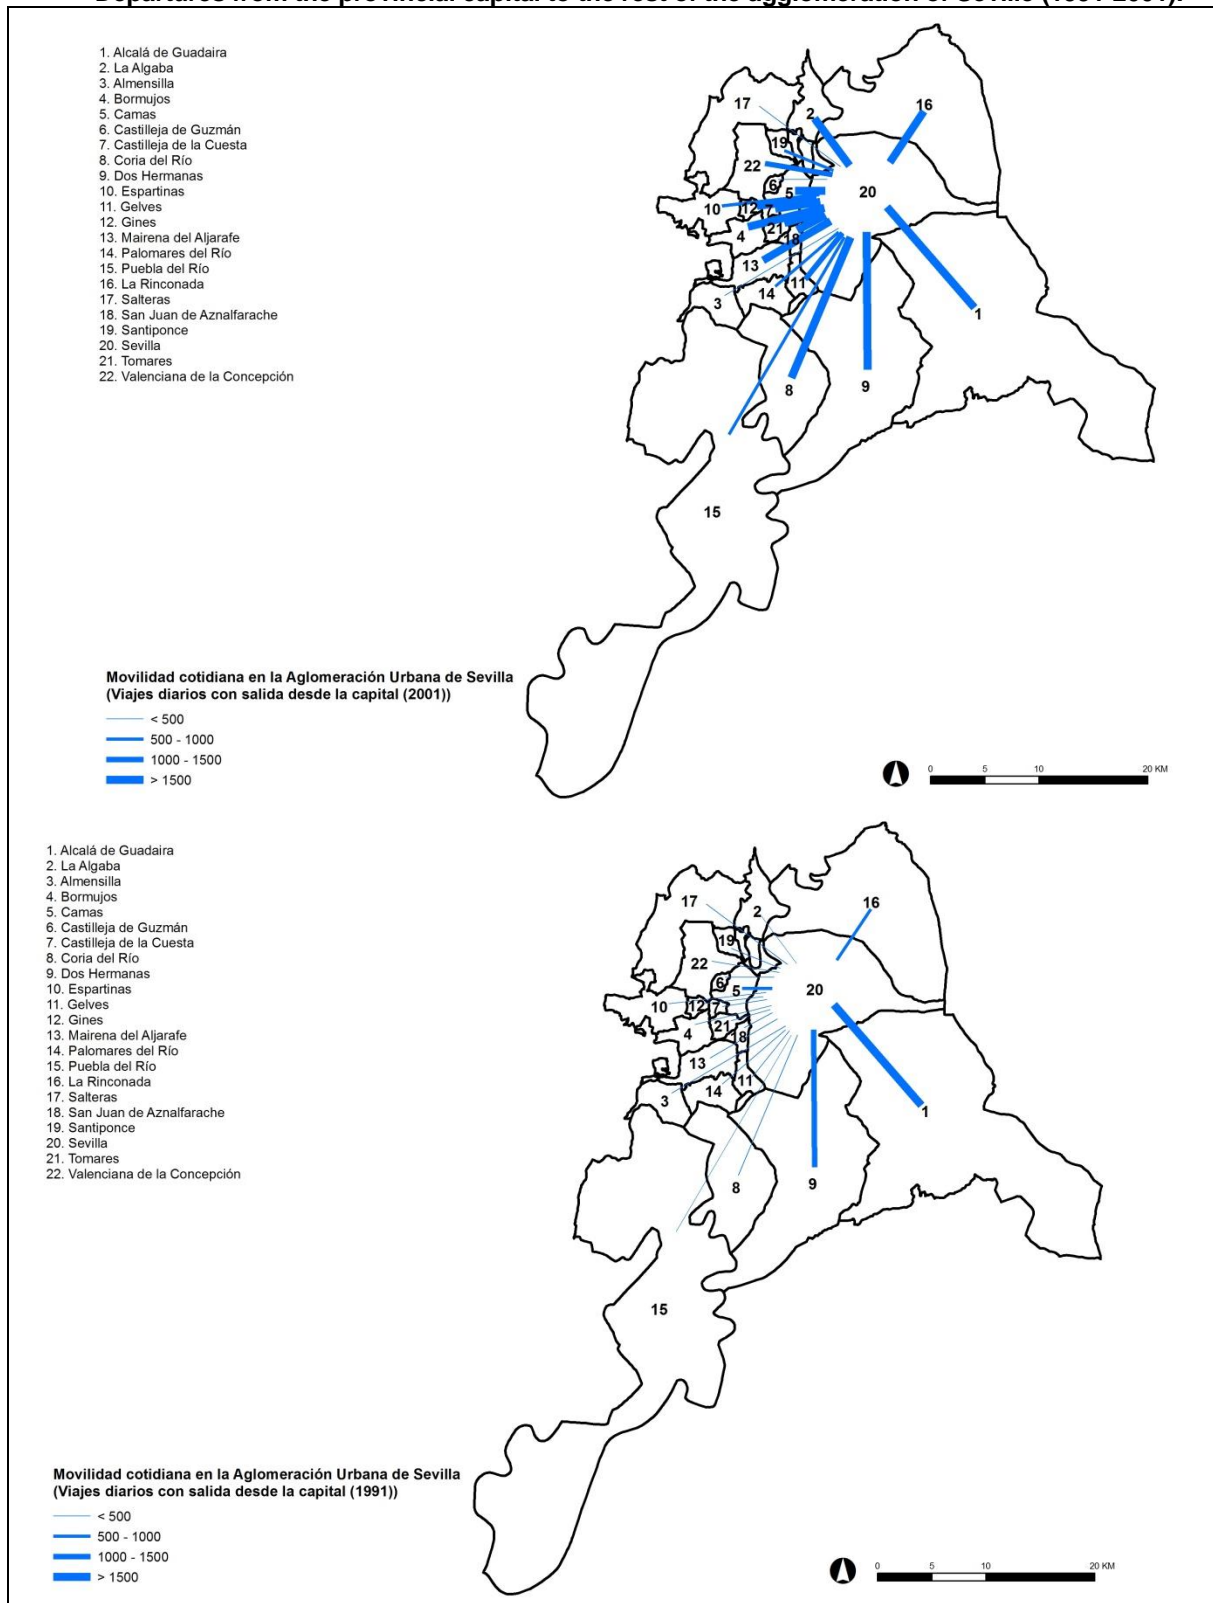 Departures from the provincial capital to the rest of the agglomeration of Seville (1991-2001).
1. Alcalá de Guadaira
2. La Algaba
3. Almensilla
4. Bormujos
5. Camas
6. Castilleja de Guzmán
7. Castilleja de la Cuesta
8. Coria del Río
9. Dos Hermanas
10. Espartinas
11. Gelves
12. Gines
13. Mairena del Aljarafe
14. Palomares del Río
15. Puebla del Río
16. La Rinconada
17. Salteras
18. San Juan de Aznalfarache
19. Santiponce
20. Sevilla
21. Tomares
22. Valenciana de la Concepción
17
2
16
19
22
6
5
20
10
12
7
4
21
18
13
11
14
3
1
8
9
15
Movilidad cotidiana en la Aglomeración Urbana de Sevilla
(Viajes diarios con salida desde la capital (2001))
< 500
500 - 1000
1000 - 1500
> 1500
0 5 10 20 KM
1. Alcalá de Guadaira
2. La Algaba
3. Almensilla
4. Bormujos
5. Camas
6. Castilleja de Guzmán
7. Castilleja de la Cuesta
8. Coria del Río
9. Dos Hermanas
10. Espartinas
11. Gelves
12. Gines
13. Mairena del Aljarafe
14. Palomares del Río
15. Puebla del Río
16. La Rinconada
17. Salteras
18. San Juan de Aznalfarache
19. Santiponce
20. Sevilla
21. Tomares
22. Valenciana de la Concepción
17
2
16
19
22
6
5
20
10
12
7
4
21
18
13
11
14
3
1
8
9
15
Movilidad cotidiana en la Aglomeración Urbana de Sevilla
(Viajes diarios con salida desde la capital (1991))
< 500
500 - 1000
1000 - 1500
> 1500
0 5 10 20 KM